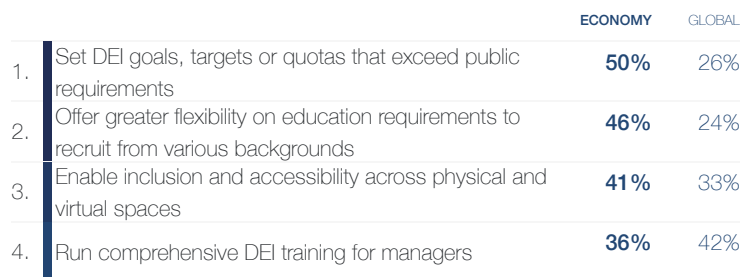 ECONOMY GLOBAL
1. Set DEI goals, targets or quotas that exceed public requirements 50% 26%
2. Offer greater flexibility on education requirements to recruit from various backgrounds 46% 24%
3. Enable inclusion and accessibility across physical and virtual spaces 41% 33%
4. Run comprehensive DEI training for managers 36% 42%